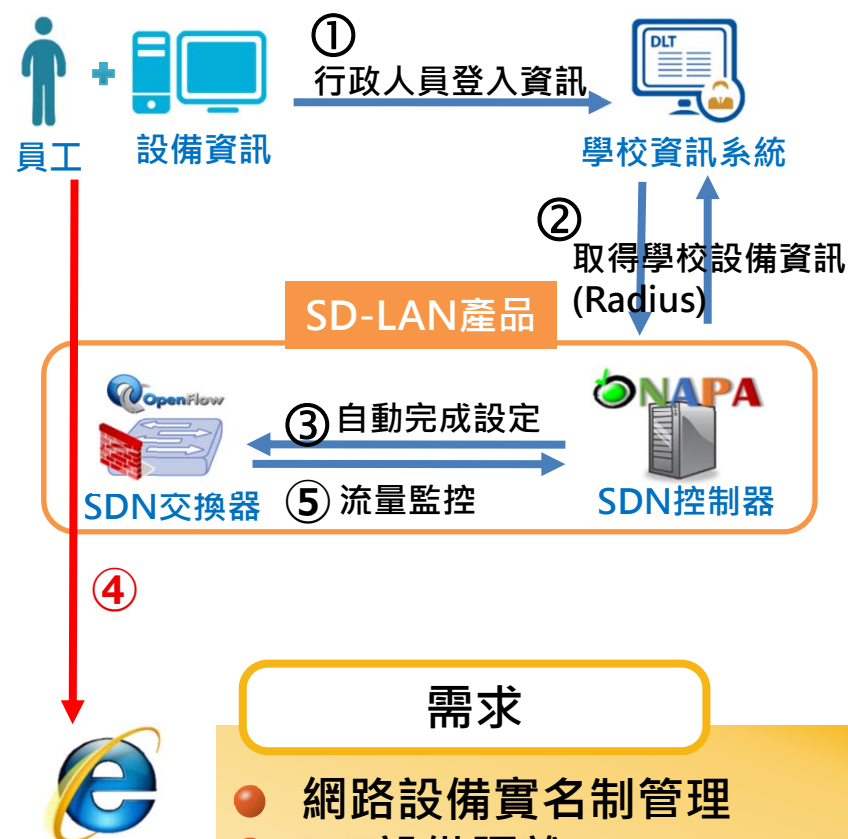 ①
行政人員登入資訊
DLT
員工
設備資訊
學校資訊系統
②
取得學校設備資訊
(Radius)
SD-LAN產品
OpenFlow
ONAPA
③ 自動完成設定
SDN交換器
⑤ 流量監控
SDN控制器
④
需求
網路設備實名制管理